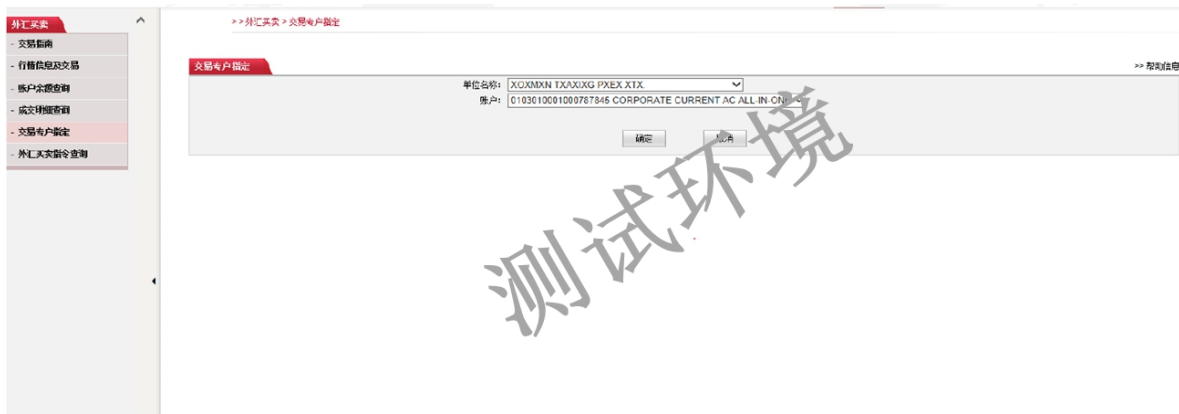 外汇买卖
- 交易指南
- 行情信息及交易
- 账户余额查询
- 成交明细查询
- 交易专户指定
- 外汇买卖指令查询
>>外汇买卖>交易专户指定
交易专户指定
>> 帮助信息
单位名称: XOXMXN TXAXIXG PXEX XTX.
账户: 0103010001000787845 CORPORATE CURRENT AC ALL-IN-ON
确定 取消
测试环境